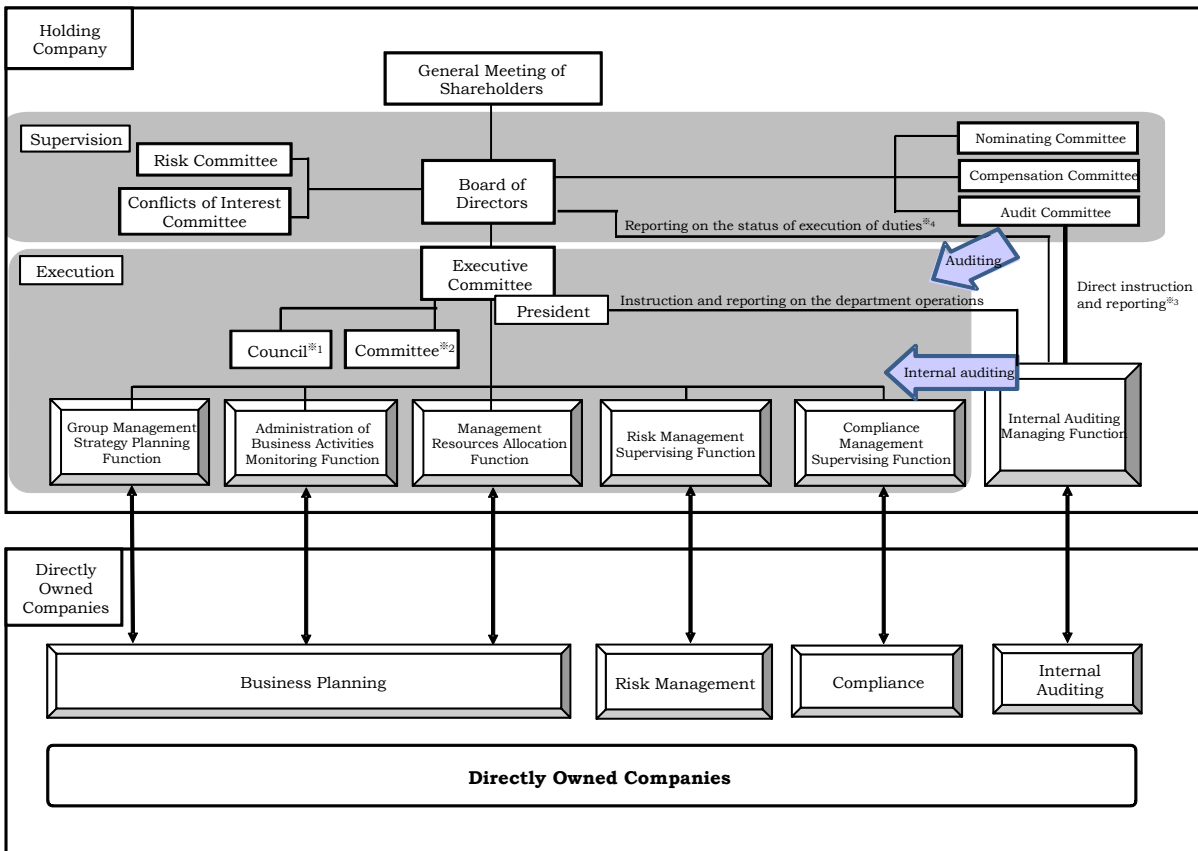 Holding
Company
General Meeting of
Shareholders
Supervision
Risk Committee
Conflicts of Interest
Committee
Board of
Directors
Nominating Committee
Compensation Committee
Audit Committee
Reporting on the status of execution of duties※4
Execution
Executive
Committee
Auditing
President
Instruction and reporting on the department operations
Direct instruction
and reporting※3
Council※1
Committee※2
Internal auditing
Group Management
Strategy Planning
Function
Administration of
Business Activities
Monitoring Function
Management
Resources Allocation
Function
Risk Management
Supervising Function
Compliance
Management
Supervising Function
Internal Auditing
Managing Function
Directly
Owned
Companies
Business Planning
Risk Management
Compliance
Internal
Auditing
Directly Owned Companies